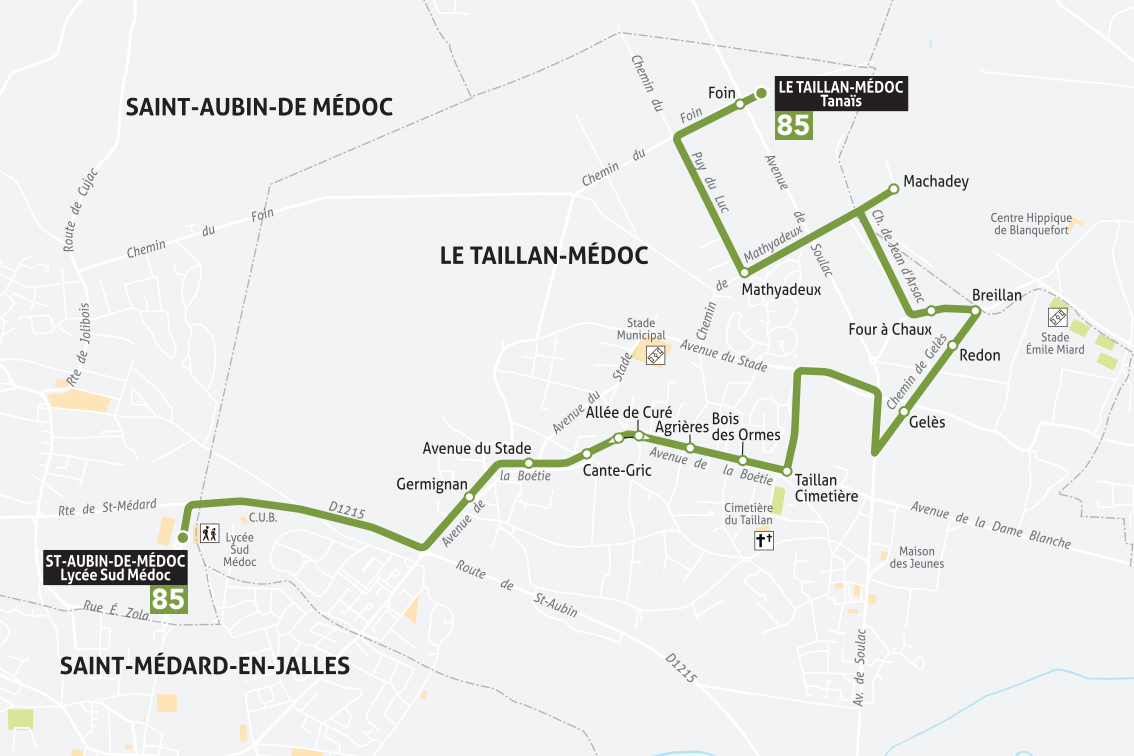 SAINT-AUBIN-DE MÉDOC
Chemin du
Foin
LE TAILLAN-MÉDOC
Tanaïs
85
Foin
Chemin du
Puy du Luc
Avenue de Soulac
Machadey
Route de Cujac
Chemin du Foin
Ch. de Jean d'Arsac
Centre Hippique
de Blanquefort
LE TAILLAN-MÉDOC
Mathyadeux
Chemin de
Mathyadeux
Breillan
Rte de Jolibois
Four à Chaux
Stade
Municipal
Stade
Émile Miard
Avenue du Stade
Redon
Chemin de Gelès
Avenue du Stade
Allée de Curé
Agrières
Bois
des Ormes
Gelès
Avenue du Stade
Cante-Gric
Avenue de la Boëtie
Germignan
Avenue de la Boëtie
Taillan
Cimetière
Rte de St-Médard
D1215
C.U.B.
Lycée
Sud
Médoc
Cimetière
du Taillan
Avenue de la Dame Blanche
Maison
des Jeunes
ST-AUBIN-DE-MÉDOC
Lycée Sud Médoc
85
Route de St-Aubin
Rue É. Zola
SAINT-MÉDARD-EN-JALLES
D1215
Av. de Soulac